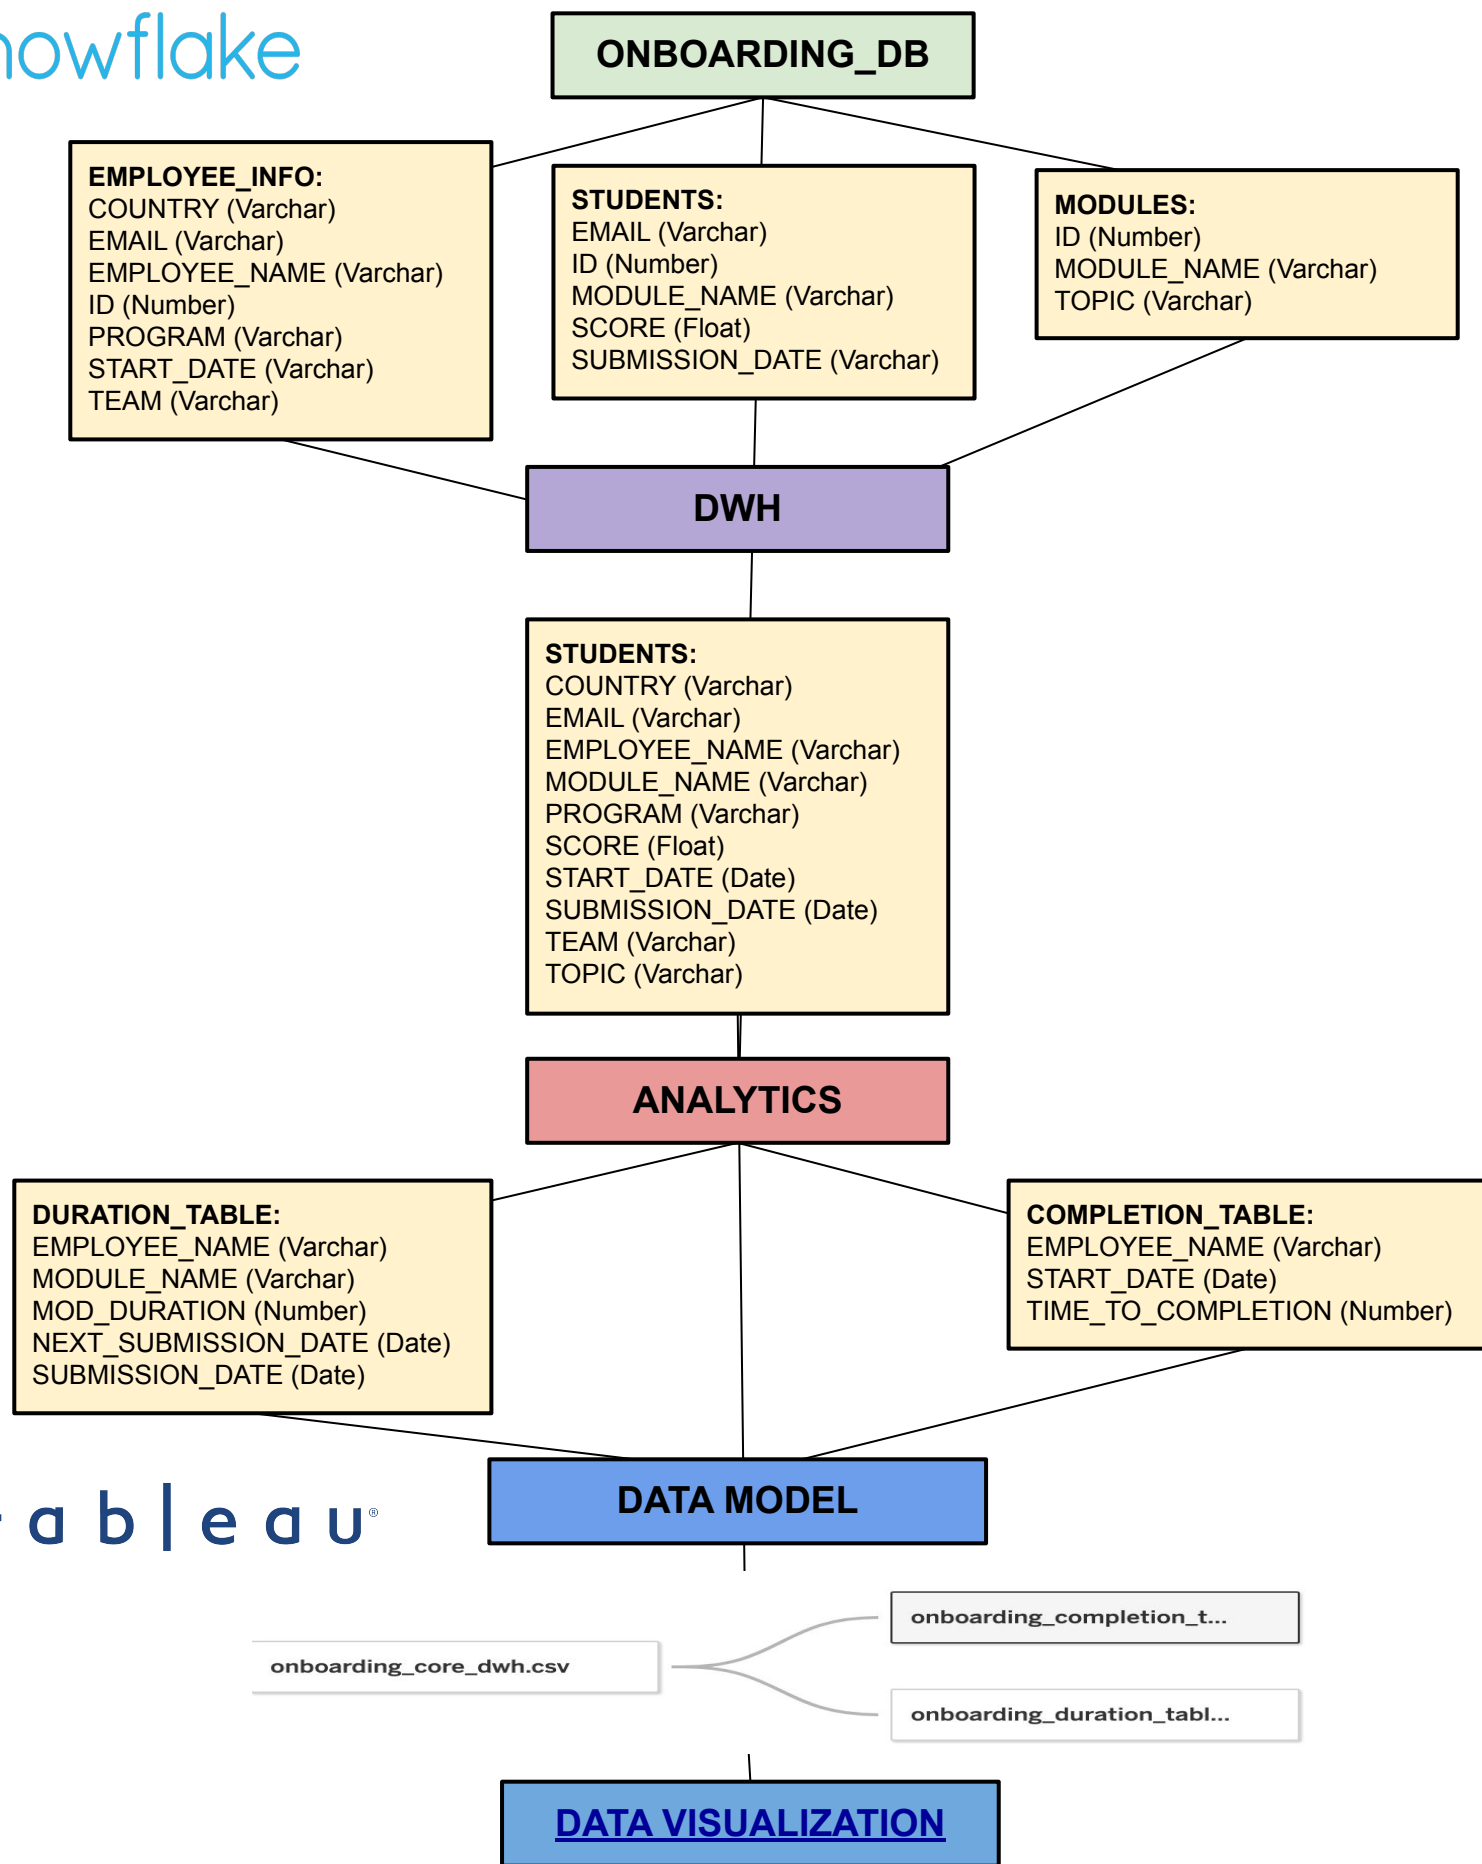 nowflake
ONBOARDING_DB
EMPLOYEE_INFO:
COUNTRY (Varchar)
EMAIL (Varchar)
EMPLOYEE_NAME (Varchar)
ID (Number)
PROGRAM (Varchar)
START_DATE (Varchar)
TEAM (Varchar)
STUDENTS:
EMAIL (Varchar)
ID (Number)
MODULE_NAME (Varchar)
SCORE (Float)
SUBMISSION_DATE (Varchar)
MODULES:
ID (Number)
MODULE_NAME (Varchar)
TOPIC (Varchar)
DWH
STUDENTS:
COUNTRY (Varchar)
EMAIL (Varchar)
EMPLOYEE_NAME (Varchar)
MODULE_NAME (Varchar)
PROGRAM (Varchar)
SCORE (Float)
START_DATE (Date)
SUBMISSION_DATE (Date)
TEAM (Varchar)
TOPIC (Varchar)
ANALYTICS
DURATION_TABLE:
EMPLOYEE_NAME (Varchar)
MODULE_NAME (Varchar)
MOD_DURATION (Number)
NEXT_SUBMISSION_DATE (Date)
SUBMISSION_DATE (Date)
COMPLETION_TABLE:
EMPLOYEE_NAME (Varchar)
START_DATE (Date)
TIME_TO_COMPLETION (Number)
DATA MODEL
tableau®
onboarding_completion_t...
onboarding_core_dwh.csv
onboarding_duration_tabl...
DATA VISUALIZATION